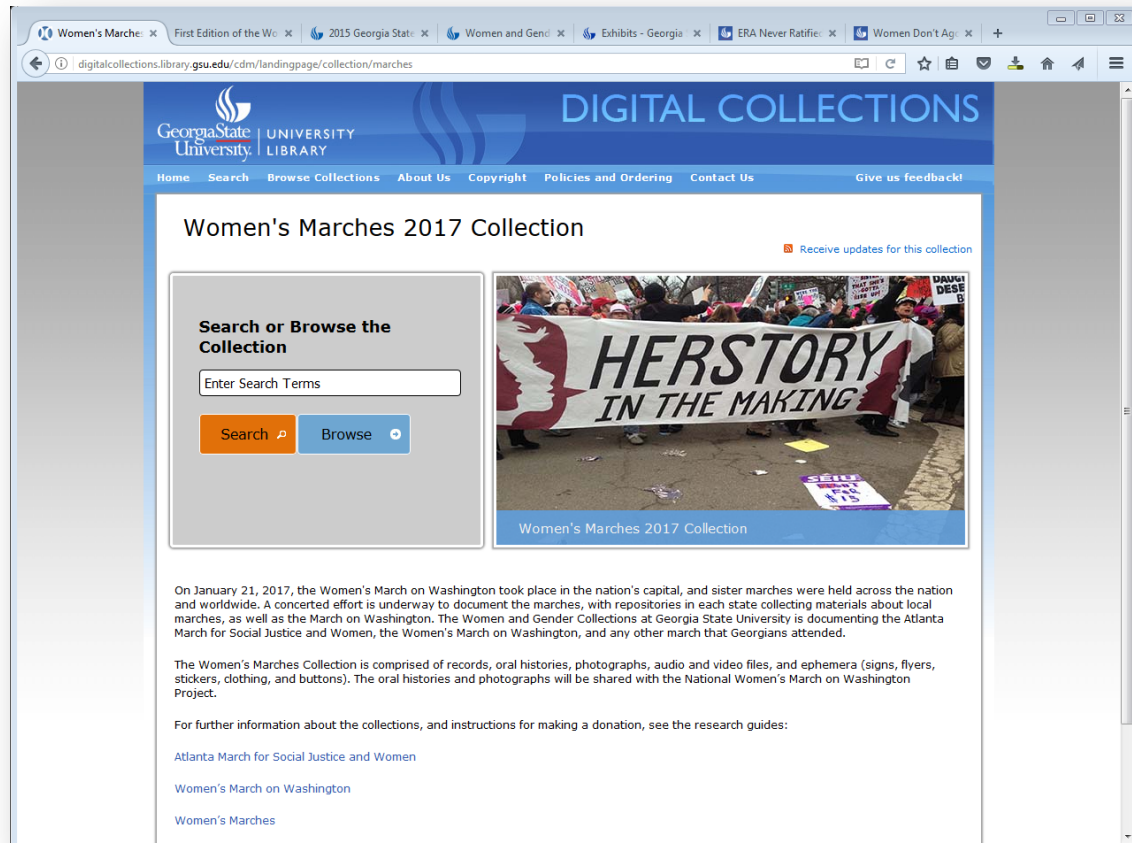 Women's Marche
First Edition of the Wo
2015 Georgia State
Women and Gend
Exhibits - Georgia
ERA Never Ratified
Women Don't Ag
digitalcollections.library.gsu.edu/cdm/landingpage/collection/marches
GeorgiaState University. | UNIVERSITY LIBRARY
DIGITAL COLLECTIONS
Home Search Browse Collections About Us Copyright Policies and Ordering Contact Us Give us feedback!
Women's Marches 2017 Collection
Receive updates for this collection
Search or Browse the
Collection
Enter Search Terms
Search Browse
THAT SHE'S
GOTTA
DAUG
DESE
HERSTORY
IN THE MAKING
SEIU
FOR
$15
Women's Marches 2017 Collection
On January 21, 2017, the Women's March on Washington took place in the nation's capital, and sister marches were held across the nation
and worldwide. A concerted effort is underway to document the marches, with repositories in each state collecting materials about local
marches, as well as the March on Washington. The Women and Gender Collections at Georgia State University is documenting the Atlanta
March for Social Justice and Women, the Women's March on Washington, and any other march that Georgians attended.
The Women's Marches Collection is comprised of records, oral histories, photographs, audio and video files, and ephemera (signs, flyers,
stickers, clothing, and buttons). The oral histories and photographs will be shared with the National Women's March on Washington
Project.
For further information about the collections, and instructions for making a donation, see the research guides:
Atlanta March for Social Justice and Women
Women's March on Washington
Women's Marches